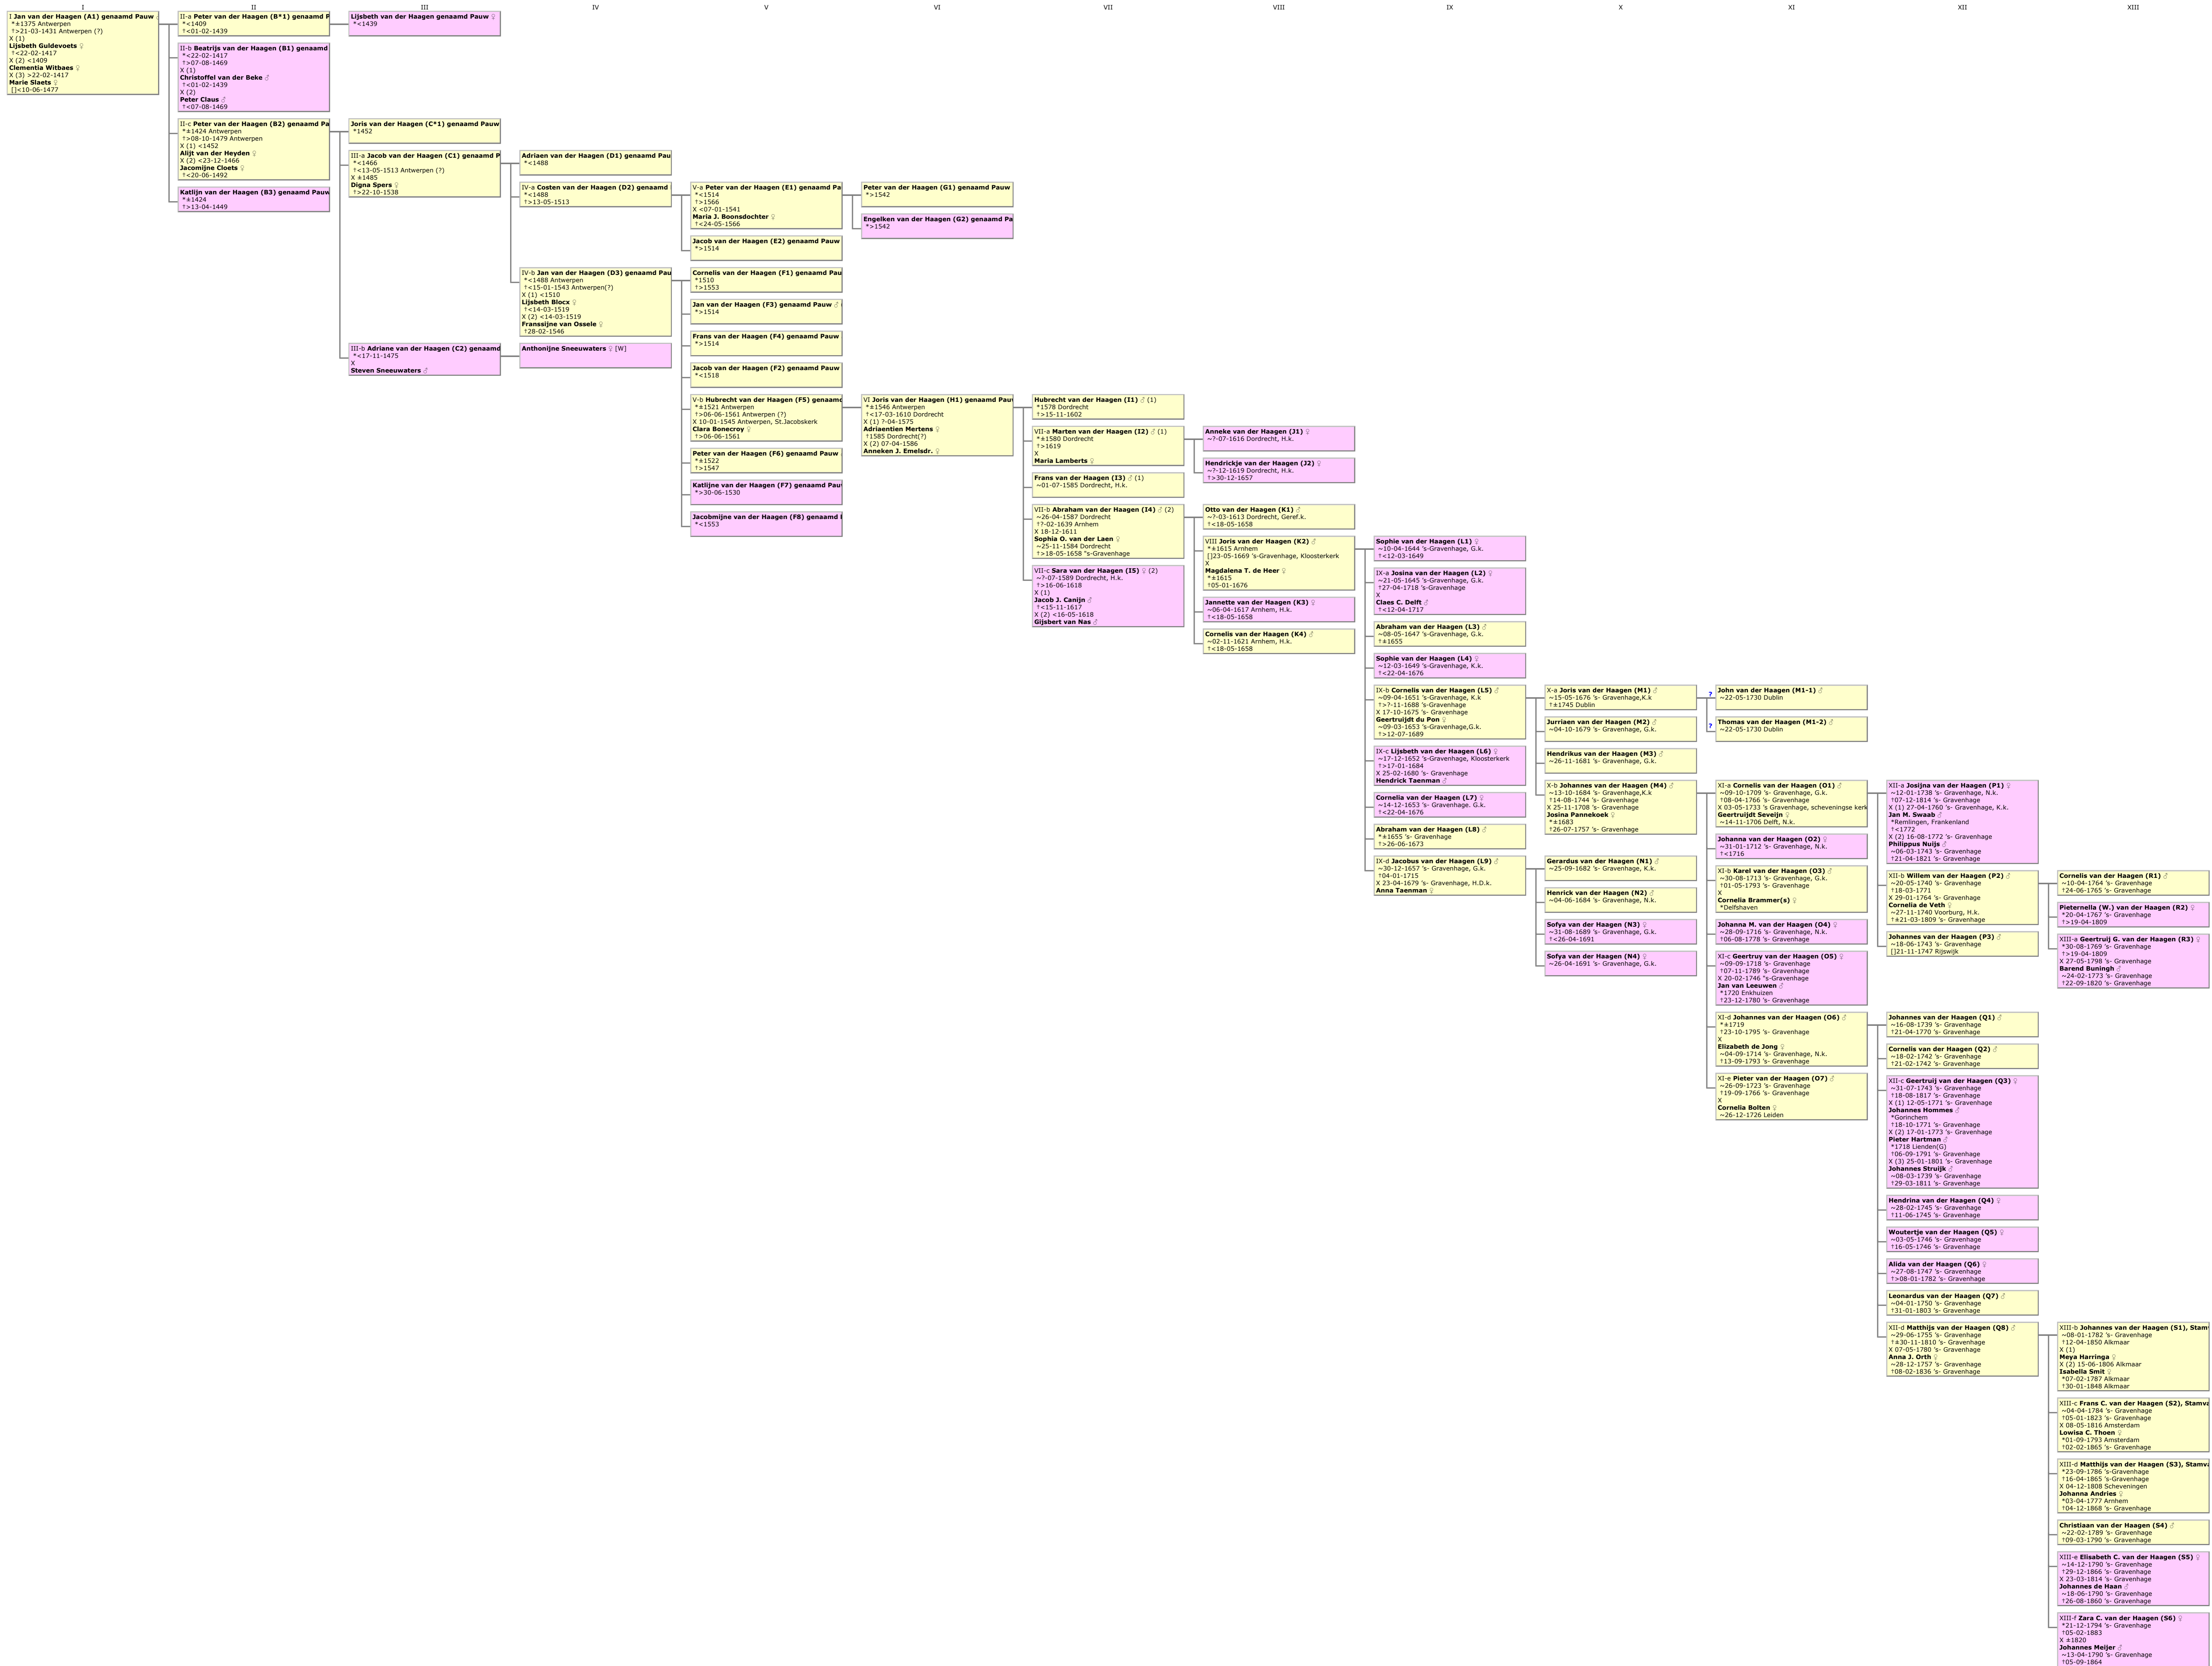 I
II
III
IV
V
VI
VII
VIII
IX
X
XI
XII
XIII
I Jan van der Haagen (A1) genaamd Pauw
*±1375 Antwerpen
†>21-03-1431 Antwerpen (?)
X (1)
Lijsbeth Guldevoets ♀
†<22-02-1417
X (2) <1409
Clementia Witbaes ♀
X (3) >22-02-1417
Marie Slaets ♀
[]<10-06-1477
II-a Peter van der Haagen (B*1) genaamd P
*<1409
†<01-02-1439
II-b Beatrijs van der Haagen (B1) genaamd
*<22-02-1417
†>07-08-1469
X (1)
Christoffel van der Beke ♂
†<01-02-1439
X (2)
Peter Claus ♂
†<07-08-1469
II-c Peter van der Haagen (B2) genaamd Pa
*±1424 Antwerpen
†>08-10-1479 Antwerpen
X (1) <1452
Alijt van der Heyden ♀
X (2) <23-12-1466
Jacomijne Cloets ♀
†<20-06-1492
Katlijn van der Haagen (B3) genaamd Pauw
*±1424
†>13-04-1449
Lijsbeth van der Haagen genaamd Pauw ♀
*<1439
Joris van der Haagen (C*1) genaamd Pauw
*1452
III-a Jacob van der Haagen (C1) genaamd P
*<1466
†<13-05-1513 Antwerpen (?)
X ±1485
Digna Spers ♀
†>22-10-1538
III-b Adriane van der Haagen (C2) genaamd
*<17-11-1475
X
Steven Sneeuwaters ♂
Adriaen van der Haagen (D1) genaamd Pau
*<1488
IV-a Costen van der Haagen (D2) genaamd
*<1488
†>13-05-1513
IV-b Jan van der Haagen (D3) genaamd Pau
*<1488 Antwerpen
†<15-01-1543 Antwerpen(?)
X (1) <1510
Lijsbeth Blocx ♀
†<14-03-1519
X (2) <14-03-1519
Franssijne van Ossele ♀
†28-02-1546
Anthonijne Sneeuwaters ♀ [W]
V-a Peter van der Haagen (E1) genaamd Pa
*<1514
†>1566
X <07-01-1541
Maria J. Boonsdochter ♀
†<24-05-1566
Jacob van der Haagen (E2) genaamd Pauw
*>1514
Cornelis van der Haagen (F1) genaamd Pau
*1510
†>1553
Jan van der Haagen (F3) genaamd Pauw ♂
*>1514
Frans van der Haagen (F4) genaamd Pauw
*>1514
Jacob van der Haagen (F2) genaamd Pauw
*<1518
V-b Hubrecht van der Haagen (F5) genaamd
*±1521 Antwerpen
†>06-06-1561 Antwerpen (?)
X 10-01-1545 Antwerpen, St.Jacobskerk
Clara Bonecroy ♀
†>06-06-1561
Peter van der Haagen (F6) genaamd Pauw
*±1522
†>1547
Katlijne van der Haagen (F7) genaamd Pauw
*>30-06-1530
Jacobmijne van der Haagen (F8) genaamd
*<1553
Peter van der Haagen (G1) genaamd Pauw
*>1542
Engelken van der Haagen (G2) genaamd Pa
*>1542
VI Joris van der Haagen (H1) genaamd Pauw
*±1546 Antwerpen
†<17-03-1610 Dordrecht
X (1) ?-04-1575
Adriaentien Mertens ♀
†1585 Dordrecht(?)
X (2) 07-04-1586
Anneken J. Emelsdr. ♀
Hubrecht van der Haagen (I1) ♂ (1)
*1578 Dordrecht
†>15-11-1602
VII-a Marten van der Haagen (I2) ♂ (1)
*±1580 Dordrecht
†>1619
X
Maria Lamberts ♀
Frans van der Haagen (I3) ♂ (1)
~01-07-1585 Dordrecht, H.k.
VII-b Abraham van der Haagen (I4) ♂ (2)
~26-04-1587 Dordrecht
†?-02-1639 Arnhem
X 18-12-1611
Sophia O. van der Laen ♀
~25-11-1584 Dordrecht
†>18-05-1658 "s-Gravenhage
VII-c Sara van der Haagen (I5) ♀ (2)
~?-07-1589 Dordrecht, H.k.
†>16-06-1618
X (1)
Jacob J. Canijn ♂
†<15-11-1617
X (2) <16-05-1618
Gijsbert van Nas ♂
Anneke van der Haagen (J1) ♀
~?-07-1616 Dordrecht, H.k.
Hendrickje van der Haagen (J2) ♀
~?-12-1619 Dordrecht, H.k.
†>30-12-1657
Otto van der Haagen (K1) ♂
~?-03-1613 Dordrecht, Geref.k.
†<18-05-1658
VIII Joris van der Haagen (K2) ♂
*±1615 Arnhem
[]23-05-1669 's-Gravenhage, Kloosterkerk
X
Magdalena T. de Heer ♀
*±1615
†05-01-1676
Jannette van der Haagen (K3) ♀
~06-04-1617 Arnhem, H.k.
†<18-05-1658
Cornelis van der Haagen (K4) ♂
~02-11-1621 Arnhem, H.k.
†<18-05-1658
Sophie van der Haagen (L1) ♀
~10-04-1644 's-Gravenhage, G.k.
†<12-03-1649
IX-a Josina van der Haagen (L2) ♀
~21-05-1645 's-Gravenhage, G.k.
†27-04-1718 's-Gravenhage
X
Claes C. Delft ♂
†<12-04-1717
Abraham van der Haagen (L3) ♂
~08-05-1647 's-Gravenhage, G.k.
†±1655
Sophie van der Haagen (L4) ♀
~12-03-1649 's-Gravenhage, K.k.
†<22-04-1676
IX-b Cornelis van der Haagen (L5) ♂
~09-04-1651 's-Gravenhage, K.k
†>?-11-1688 's-Gravenhage
X 17-10-1675 's- Gravenhage
Geertruijdt du Pon ♀
~09-03-1653 's-Gravenhage,G.k.
†>12-07-1689
IX-c Lijsbeth van der Haagen (L6) ♀
~17-12-1652 's-Gravenhage, Kloosterkerk
†>17-01-1684
X 25-02-1680 's- Gravenhage
Hendrick Taenman ♂
Cornelia van der Haagen (L7) ♀
~14-12-1653 's-Gravenhage. G.k.
†<22-04-1676
Abraham van der Haagen (L8) ♂
*±1655 's- Gravenhage
†>26-06-1673
IX-d Jacobus van der Haagen (L9) ♂
~30-12-1657 's- Gravenhage, G.k.
†04-01-1715
X 23-04-1679 's- Gravenhage, H.D.k.
Anna Taenman ♀
X-a Joris van der Haagen (M1) ♂
~15-05-1676 's- Gravenhage,K.k
†±1745 Dublin
Jurriaen van der Haagen (M2) ♂
~04-10-1679 's- Gravenhage, G.k.
Hendrikus van der Haagen (M3) ♂
~26-11-1681 's- Gravenhage, G.k.
X-b Johannes van der Haagen (M4) ♂
~13-10-1684 's- Gravenhage,K.k
†14-08-1744 's- Gravenhage
X 25-11-1708 's- Gravenhage
Josina Pannekoek ♀
*±1683
†26-07-1757 's- Gravenhage
Gerardus van der Haagen (N1) ♂
~25-09-1682 's- Gravenhage, K.k.
Henrick van der Haagen (N2) ♂
~04-06-1684 's- Gravenhage, N.k.
Sofya van der Haagen (N3) ♀
~31-08-1689 's- Gravenhage, G.k.
†<26-04-1691
Sofya van der Haagen (N4) ♀
~26-04-1691 's- Gravenhage, G.k.
?
John van der Haagen (M1-1) ♂
~22-05-1730 Dublin
?
Thomas van der Haagen (M1-2) ♂
~22-05-1730 Dublin
XI-a Cornelis van der Haagen (O1) ♂
~09-10-1709 's- Gravenhage, G.k.
†08-04-1766 's- Gravenhage
X 03-05-1733 's Gravenhage, scheveningse kerk
Geertruijdt Seveijn ♀
~14-11-1706 Delft, N.k.
Johanna van der Haagen (O2) ♀
~31-01-1712 's- Gravenhage, N.k.
†<1716
XI-b Karel van der Haagen (O3) ♂
~30-08-1713 's- Gravenhage, G.k.
†01-05-1793 's- Gravenhage
X
Cornelia Brammer(s) ♀
*Delfshaven
Johanna M. van der Haagen (O4) ♀
~28-09-1716 's- Gravenhage, N.k.
†06-08-1778 's- Gravenhage
XI-c Geertruy van der Haagen (O5) ♀
~09-09-1718 's- Gravenhage
†07-11-1789 's- Gravenhage
X 20-02-1746 "s-Gravenhage
Jan van Leeuwen ♂
*1720 Enkhuizen
†23-12-1780 's- Gravenhage
XI-d Johannes van der Haagen (O6) ♂
*±1719
†23-10-1795 's- Gravenhage
X
Elizabeth de Jong ♀
~04-09-1714 's- Gravenhage, N.k.
†13-09-1793 's- Gravenhage
XI-e Pieter van der Haagen (O7) ♂
~26-09-1723 's- Gravenhage
†19-09-1766 's- Gravenhage
X
Cornelia Bolten ♀
~26-12-1726 Leiden
XII-a Josijna van der Haagen (P1) ♀
~12-01-1738 's- Gravenhage, N.k.
†07-12-1814 's- Gravenhage
X (1) 27-04-1760 's- Gravenhage, K.k.
Jan M. Swaab ♂
*Remlingen, Frankenland
†<1772
X (2) 16-08-1772 's- Gravenhage
Philippus Nuijs ♂
~06-03-1743 's- Gravenhage
†21-04-1821 's- Gravenhage
XII-b Willem van der Haagen (P2) ♂
~20-05-1740 's- Gravenhage
†18-03-1771
X 29-01-1764 's- Gravenhage
Cornelia de Veth ♀
~27-11-1740 Voorburg, H.k.
†±21-03-1809 's- Gravenhage
Johannes van der Haagen (P3) ♂
~18-06-1743 's- Gravenhage
[]21-11-1747 Rijswijk
Johannes van der Haagen (Q1) ♂
~16-08-1739 's- Gravenhage
†21-04-1770 's- Gravenhage
Cornelis van der Haagen (Q2) ♂
~18-02-1742 's- Gravenhage
†21-02-1742 's- Gravenhage
XII-c Geertruij van der Haagen (Q3) ♀
~31-07-1743 's- Gravenhage
†18-08-1817 's- Gravenhage
X (1) 12-05-1771 's- Gravenhage
Johannes Hommes ♂
*Gorinchem
†18-10-1771 's- Gravenhage
X (2) 17-01-1773 's- Gravenhage
Pieter Hartman ♂
*1718 Lienden(G)
†06-09-1791 's- Gravenhage
X (3) 25-01-1801 's- Gravenhage
Johannes Struijk ♂
~08-03-1739 's- Gravenhage
†29-03-1811 's- Gravenhage
Hendrina van der Haagen (Q4) ♀
~28-02-1745 's- Gravenhage
†11-06-1745 's- Gravenhage
Woutertje van der Haagen (Q5) ♀
~03-05-1746 's- Gravenhage
†16-05-1746 's- Gravenhage
Alida van der Haagen (Q6) ♀
~27-08-1747 's- Gravenhage
†>08-01-1782 's- Gravenhage
Leonardus van der Haagen (Q7) ♂
~04-01-1750 's- Gravenhage
†31-01-1803 's- Gravenhage
XII-d Matthijs van der Haagen (Q8) ♂
~29-06-1755 's- Gravenhage
†±30-11-1810 's- Gravenhage
X 07-05-1780 's- Gravenhage
Anna J. Orth ♀
~28-12-1757 's- Gravenhage
†08-02-1836 's- Gravenhage
Cornelis van der Haagen (R1) ♂
~10-04-1764 's- Gravenhage
†24-06-1765 's- Gravenhage
Pieternella (W.) van der Haagen (R2) ♀
*20-04-1767 's- Gravenhage
†>19-04-1809
XIII-a Geertruij G. van der Haagen (R3) ♀
*30-08-1769 's- Gravenhage
†>19-04-1809
X 27-05-1798 's- Gravenhage
Barend Buningh ♂
~24-02-1773 's- Gravenhage
†22-09-1820 's- Gravenhage
XIII-b Johannes van der Haagen (S1), Stam
~08-01-1782 's- Gravenhage
†12-04-1850 Alkmaar
X (1)
Meya Harringa ♀
X (2) 15-06-1806 Alkmaar
Isabella Smit ♀
*07-02-1787 Alkmaar
†30-01-1848 Alkmaar
XIII-c Frans C. van der Haagen (S2), Stamva
~04-04-1784 's- Gravenhage
†05-01-1823 's- Gravenhage
X 08-05-1816 Amsterdam
Lowisa C. Thoen ♀
*01-09-1793 Amsterdam
†02-02-1865 's- Gravenhage
XIII-d Matthijs van der Haagen (S3), Stamva
*23-09-1786 's-Gravenhage
†16-04-1865 's-Gravenhage
X 04-12-1808 Scheveningen
Johanna Andries ♀
*03-04-1777 Arnhem
†04-12-1868 's- Gravenhage
Christiaan van der Haagen (S4) ♂
~22-02-1789 's- Gravenhage
†09-03-1790 's- Gravenhage
XIII-e Elisabeth C. van der Haagen (S5) ♀
~14-12-1790 's- Gravenhage
†29-12-1866 's- Gravenhage
X 23-03-1814 's- Gravenhage
Johannes de Haan ♂
~18-06-1790 's- Gravenhage
†26-08-1860 's- Gravenhage
XIII-f Zara C. van der Haagen (S6) ♀
*21-12-1794 's- Gravenhage
†05-02-1883
X ±1820
Johannes Meijer ♂
~13-04-1790 's- Gravenhage
†05-09-1864